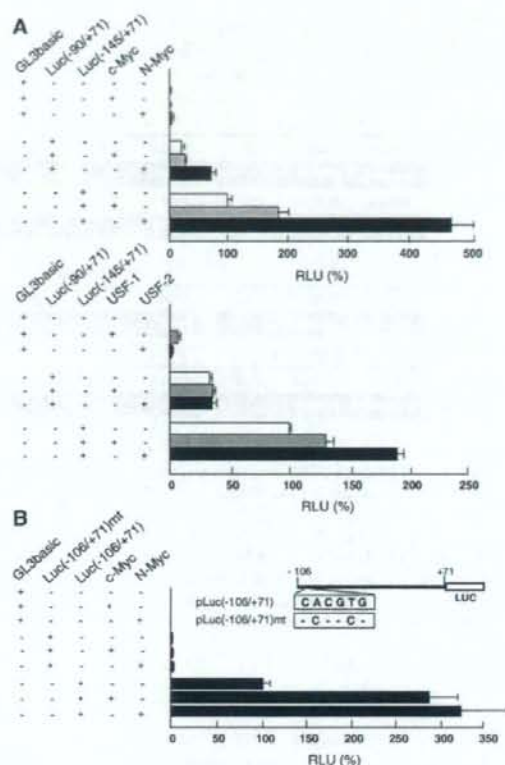 A
GL3basic
Luc(-90/+71)
Luc(-145/+71)
c-Myc
N-Myc
+ - - - -
+ - - + -
+ - - - +
- + - - -
- + - + -
- + - - +
- - + - -
- - + + -
- - + - +
0 100 200 300 400 500
RLU (%)
GL3basic
Luc(-90/+71)
Luc(-145/+71)
USF-1
USF-2
0 50 100 150 200 250
RLU (%)
B
GL3basic
Luc(-106/+71)mt
Luc(-106/+71)
c-Myc
N-Myc
-106 +71
LUC
pLuc(-106/+71) CACGTG
pLuc(-106/+71)mt -C--C-
0 50 100 150 200 250 300 350
RLU (%)